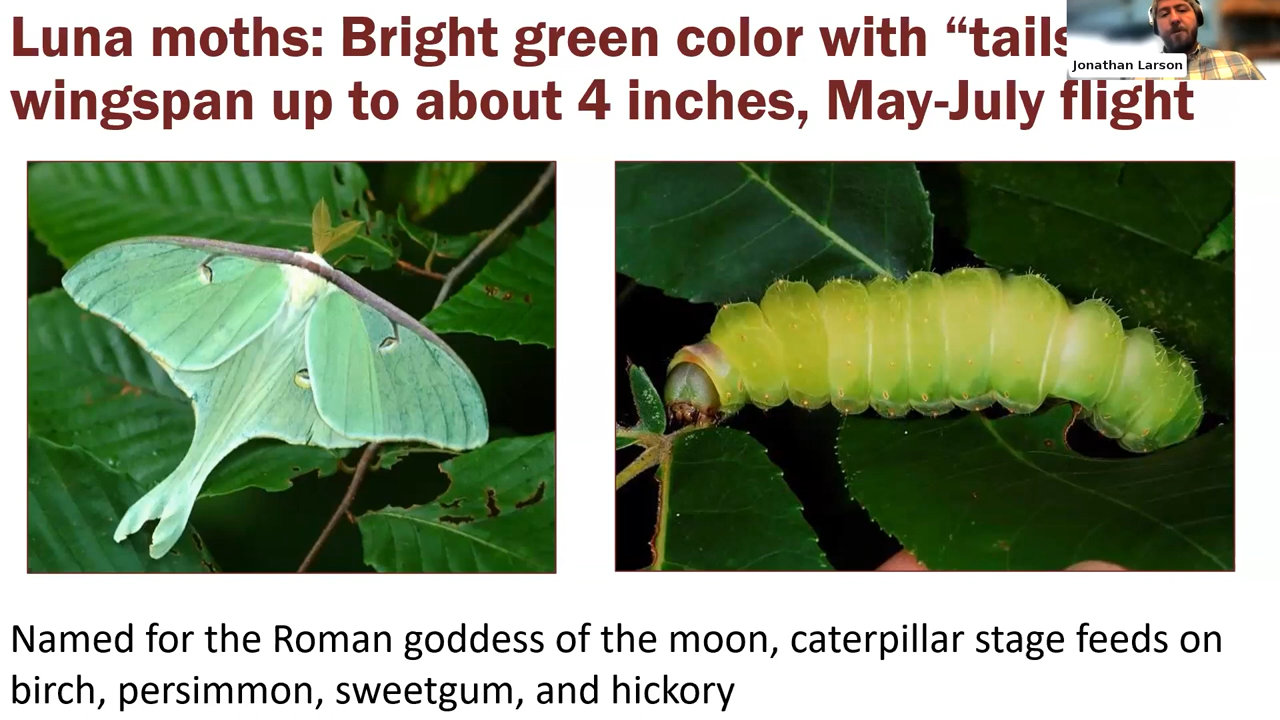 Luna moths: Bright green color with “tails
Jonathan Larson
wingspan up to about 4 inches, May-July flight
Named for the Roman goddess of the moon, caterpillar stage feeds on
birch, persimmon, sweetgum, and hickory